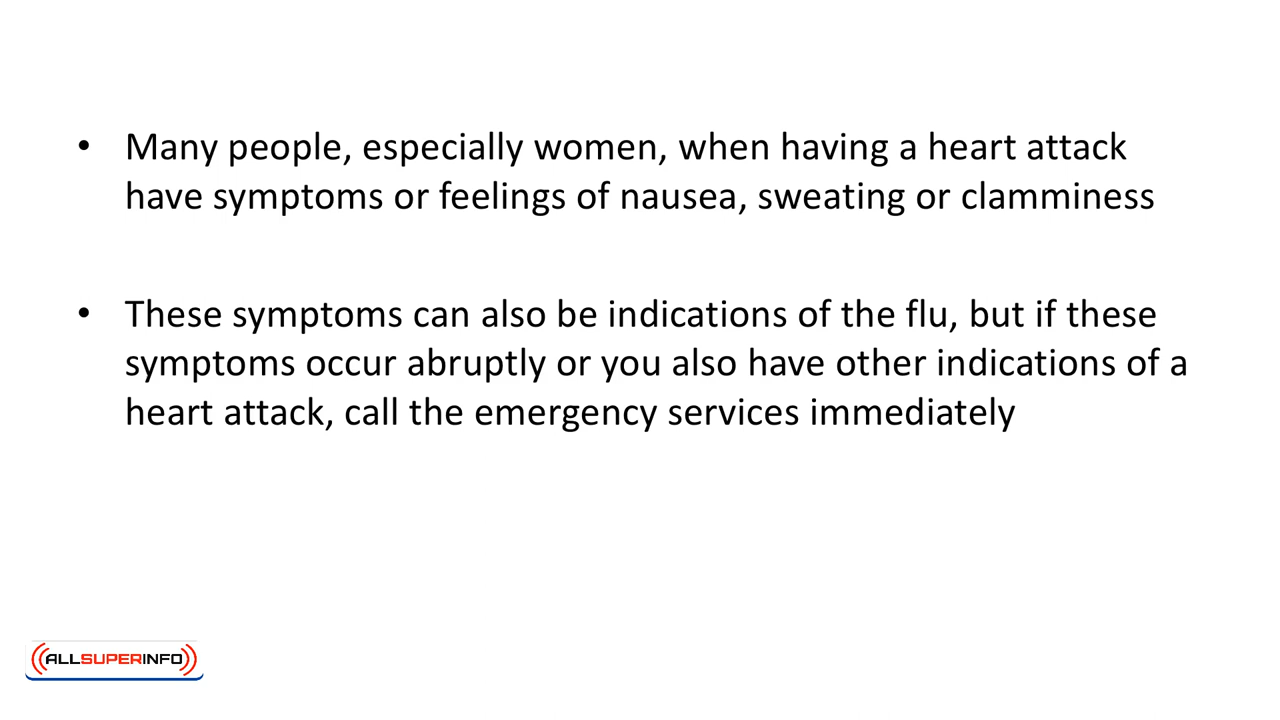 • Many people, especially women, when having a heart attack
have symptoms or feelings of nausea, sweating or clamminess
• These symptoms can also be indications of the flu, but if these
symptoms occur abruptly or you also have other indications of a
heart attack, call the emergency services immediately
ALLSUPERINFO